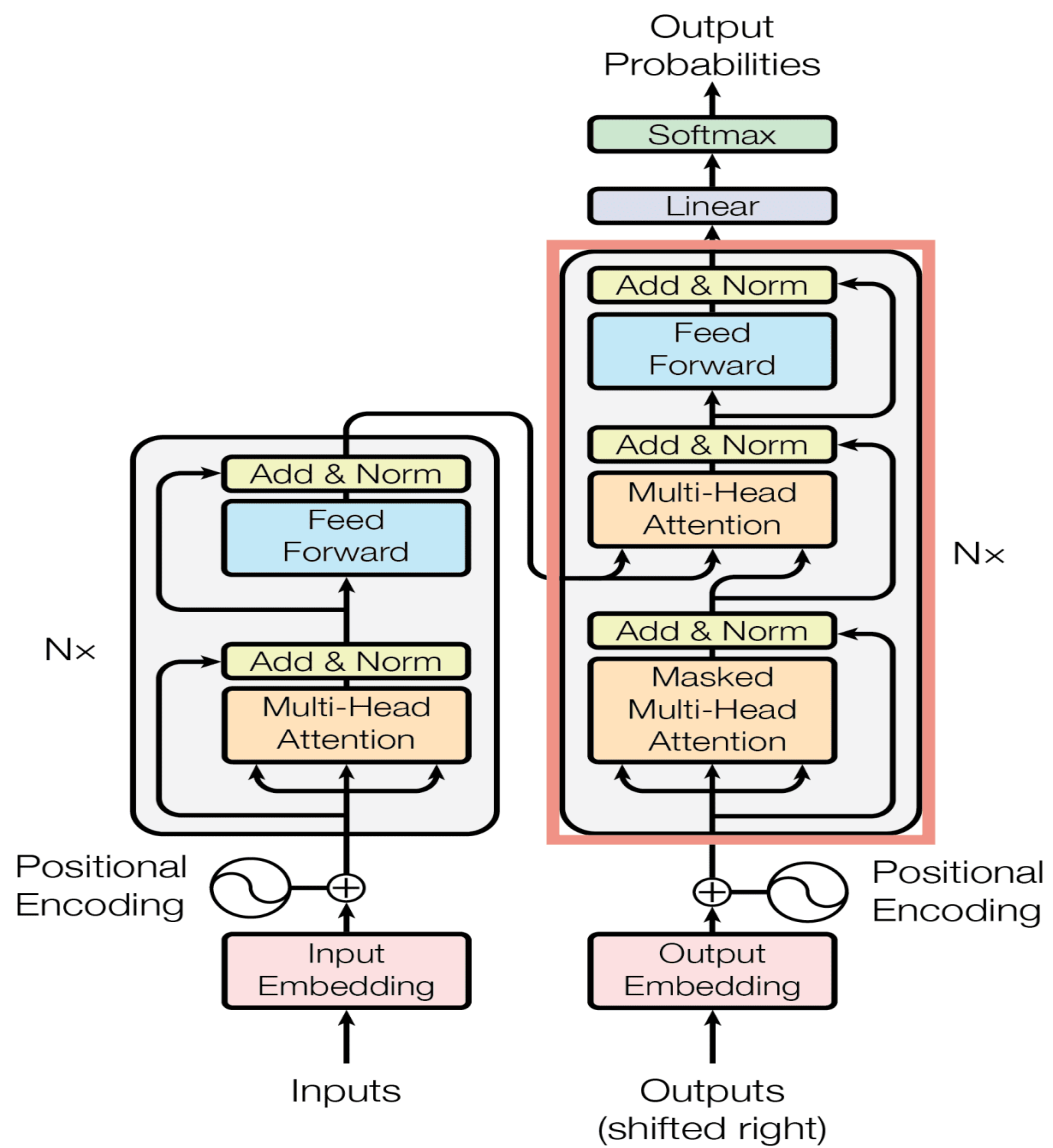 Output
Probabilities
Softmax
Linear
Add & Norm
Feed
Forward
Add & Norm
Multi-Head
Attention
Nx
Add & Norm
Masked
Multi-Head
Attention
Add & Norm
Feed
Forward
Nx
Add & Norm
Multi-Head
Attention
Positional
Encoding
Positional
Encoding
Input
Embedding
Output
Embedding
Inputs
Outputs
(shifted right)